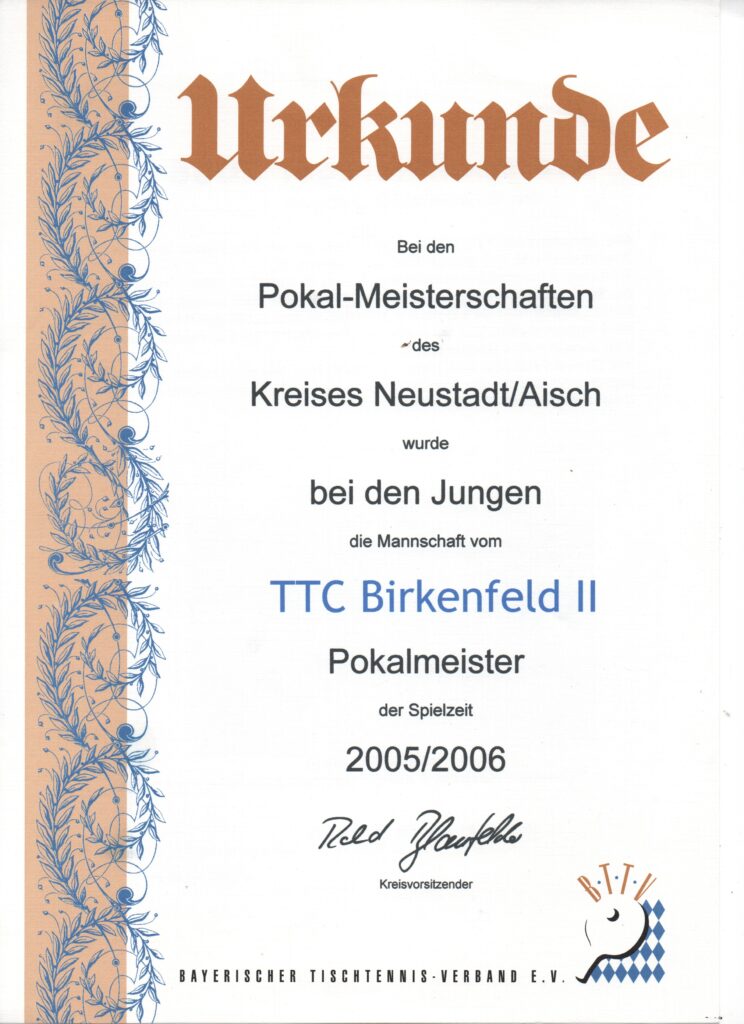 Urkunde
Bei den
Pokal-Meisterschaften
des
Kreises Neustadt/Aisch
wurde
bei den Jungen
die Mannschaft vom
TTC Birkenfeld II
Pokalmeister
der Spielzeit
2005/2006
Kreisvorsitzender
B·T·T·V
BAYERISCHER TISCHTENNIS-VERBAND E.V.